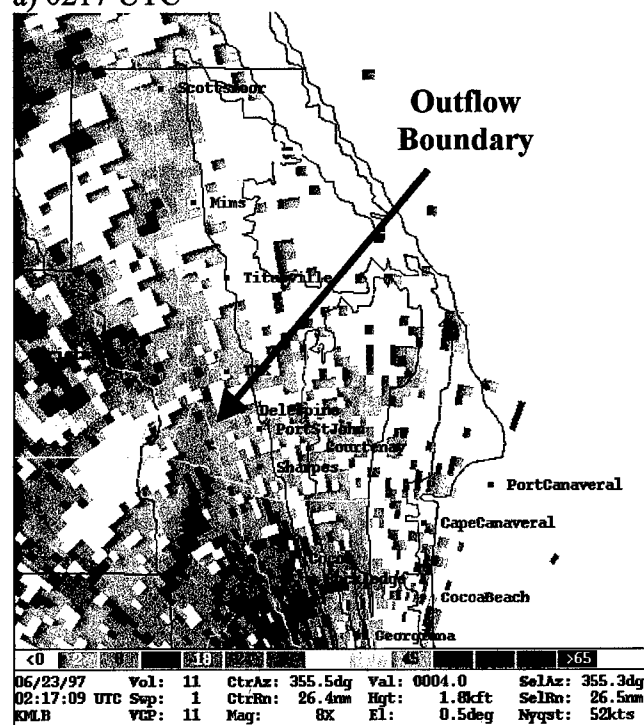 a) 0217 UTC
Outflow
Boundary
Scottsmoor
Mims
Titusville
Delespine
PortStJohn
Courtenay
Sharpes
PortCanaveral
CapeCanaveral
CocoaBeach
Georgiana
<0
45
>65
06/23/97 Vol: 11 CtrAz: 355.5dg Val: 0004.0 SelAz: 355.3dg
02:17:09 UTC Swp: 1 CtrRn: 26.4nm Hgt: 1.8kft SelRn: 26.5nm
KMLB VCP: 11 Mag: 8X El: 0.5deg Nyqst: 52kts